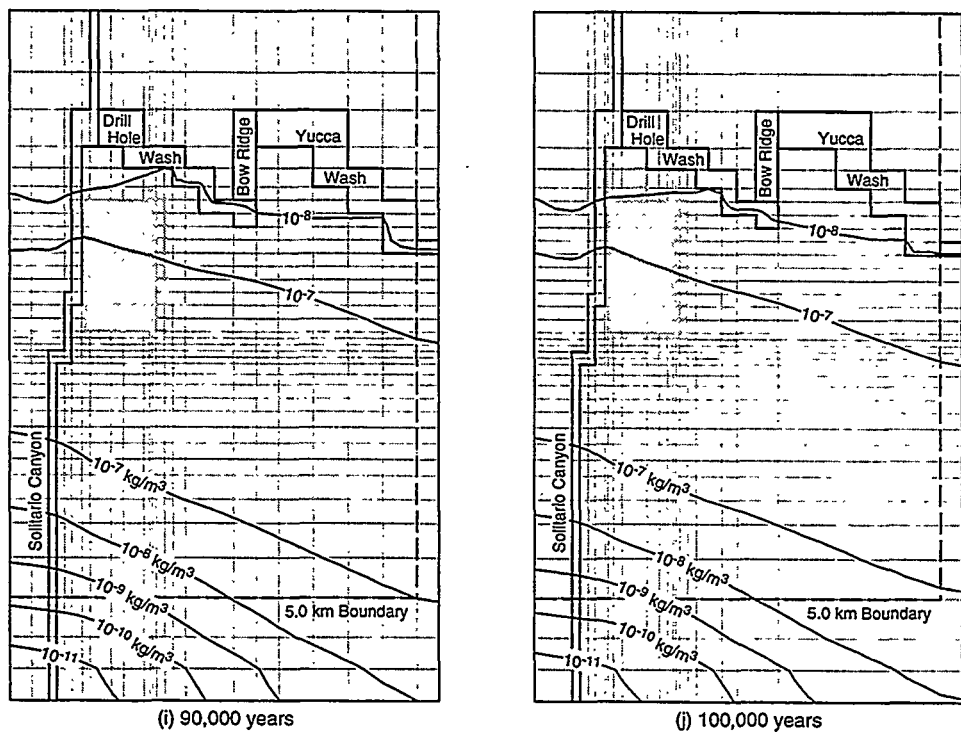 Drill
Hole
Wash
Bow Ridge
Yucca
Wash
10-8
10-7
Solitario Canyon
10-7 kg/m3
10-8 kg/m3
10-9 kg/m3
10-10 kg/m3
10-11
5.0 km Boundary
(i) 90,000 years
Drill
Hole
Wash
Bow Ridge
Yucca
Wash
10-8
10-7
Solitario Canyon
10-7 kg/m3
10-8 kg/m3
10-9 kg/m3
10-10 kg/m3
10-11
5.0 km Boundary
(j) 100,000 years